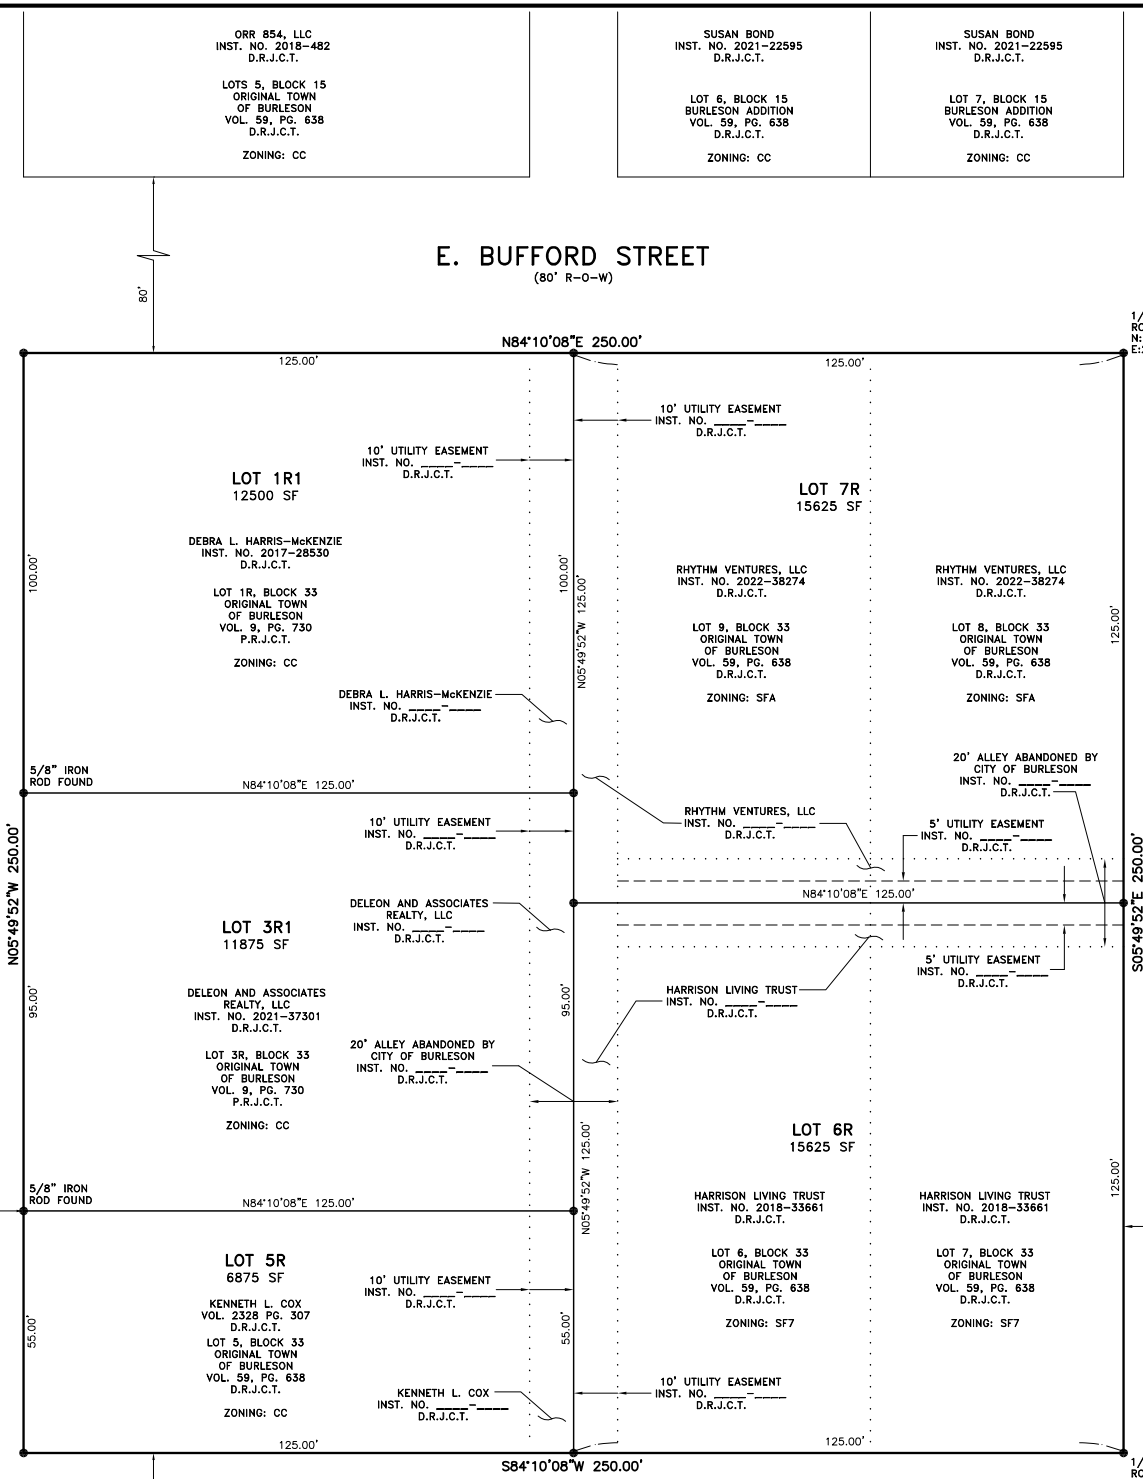 ORR 854, LLC
INST. NO. 2018-482
D.R.J.C.T.
LOTS 5, BLOCK 15
ORIGINAL TOWN
OF BURLESON
VOL. 59, PG. 638
D.R.J.C.T.
ZONING: CC
SUSAN BOND
INST. NO. 2021-22595
D.R.J.C.T.
LOT 6, BLOCK 15
BURLESON ADDITION
VOL. 59, PG. 638
D.R.J.C.T.
ZONING: CC
SUSAN BOND
INST. NO. 2021-22595
D.R.J.C.T.
LOT 7, BLOCK 15
BURLESON ADDITION
VOL. 59, PG. 638
D.R.J.C.T.
ZONING: CC
E. BUFFORD STREET
(80' R-O-W)
80'
N84°10'08"E 250.00'
125.00'
125.00'
1/
RO
N:
E:
10' UTILITY EASEMENT
INST. NO. ____-____
D.R.J.C.T.
10' UTILITY EASEMENT
INST. NO. ____-____
D.R.J.C.T.
LOT 1R1
12500 SF
DEBRA L. HARRIS-McKENZIE
INST. NO. 2017-28530
D.R.J.C.T.
LOT 1R, BLOCK 33
ORIGINAL TOWN
OF BURLESON
VOL. 9, PG. 730
P.R.J.C.T.
ZONING: CC
100.00'
100.00'
N05°49'52"W 125.00'
LOT 7R
15625 SF
RHYTHM VENTURES, LLC
INST. NO. 2022-38274
D.R.J.C.T.
LOT 9, BLOCK 33
ORIGINAL TOWN
OF BURLESON
VOL. 59, PG. 638
D.R.J.C.T.
ZONING: SFA
RHYTHM VENTURES, LLC
INST. NO. 2022-38274
D.R.J.C.T.
LOT 8, BLOCK 33
ORIGINAL TOWN
OF BURLESON
VOL. 59, PG. 638
D.R.J.C.T.
ZONING: SFA
125.00'
DEBRA L. HARRIS-McKENZIE
INST. NO. ____-____
D.R.J.C.T.
5/8" IRON
ROD FOUND
N84°10'08"E 125.00'
20' ALLEY ABANDONED BY
CITY OF BURLESON
INST. NO. ____-____
D.R.J.C.T.
RHYTHM VENTURES, LLC
INST. NO. ____-____
D.R.J.C.T.
10' UTILITY EASEMENT
INST. NO. ____-____
D.R.J.C.T.
5' UTILITY EASEMENT
INST. NO. ____-____
D.R.J.C.T.
N05°49'52"W 250.00'
S05°49'52"E 250.00'
N84°10'08"E 125.00'
LOT 3R1
11875 SF
DELEON AND ASSOCIATES
REALTY, LLC
INST. NO. ____-____
D.R.J.C.T.
5' UTILITY EASEMENT
INST. NO. ____-____
D.R.J.C.T.
DELEON AND ASSOCIATES
REALTY, LLC
INST. NO. 2021-37301
D.R.J.C.T.
LOT 3R, BLOCK 33
ORIGINAL TOWN
OF BURLESON
VOL. 9, PG. 730
P.R.J.C.T.
ZONING: CC
95.00'
95.00'
HARRISON LIVING TRUST
INST. NO. ____-____
D.R.J.C.T.
20' ALLEY ABANDONED BY
CITY OF BURLESON
INST. NO. ____-____
D.R.J.C.T.
LOT 6R
15625 SF
N05°49'52"W 125.00'
125.00'
5/8" IRON
ROD FOUND
N84°10'08"E 125.00'
HARRISON LIVING TRUST
INST. NO. 2018-33661
D.R.J.C.T.
LOT 6, BLOCK 33
ORIGINAL TOWN
OF BURLESON
VOL. 59, PG. 638
D.R.J.C.T.
ZONING: SF7
HARRISON LIVING TRUST
INST. NO. 2018-33661
D.R.J.C.T.
LOT 7, BLOCK 33
ORIGINAL TOWN
OF BURLESON
VOL. 59, PG. 638
D.R.J.C.T.
ZONING: SF7
LOT 5R
6875 SF
KENNETH L. COX
VOL. 2328 PG. 307
D.R.J.C.T.
LOT 5, BLOCK 33
ORIGINAL TOWN
OF BURLESON
VOL. 59, PG. 638
D.R.J.C.T.
ZONING: CC
10' UTILITY EASEMENT
INST. NO. ____-____
D.R.J.C.T.
55.00'
55.00'
KENNETH L. COX
INST. NO. ____-____
D.R.J.C.T.
10' UTILITY EASEMENT
INST. NO. ____-____
D.R.J.C.T.
125.00'
125.00'
S84°10'08"W 250.00'
1/
RO